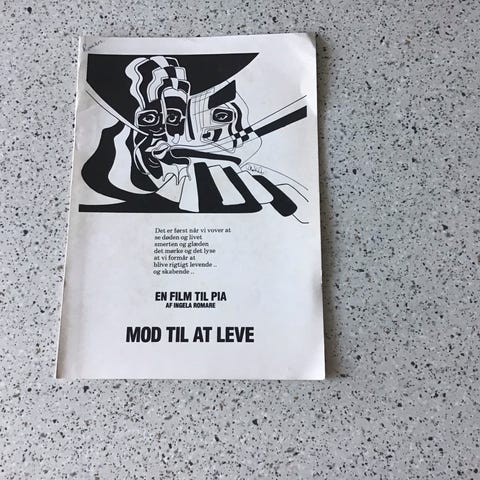 Det er først når vi vover at
se døden og livet
smerten og glæden
det mørke og det lyse
at vi formår at
blive rigtigt levende ..
og skabende ..
EN FILM TIL PIA
AF INGELA ROMARE
MOD TIL AT LEVE